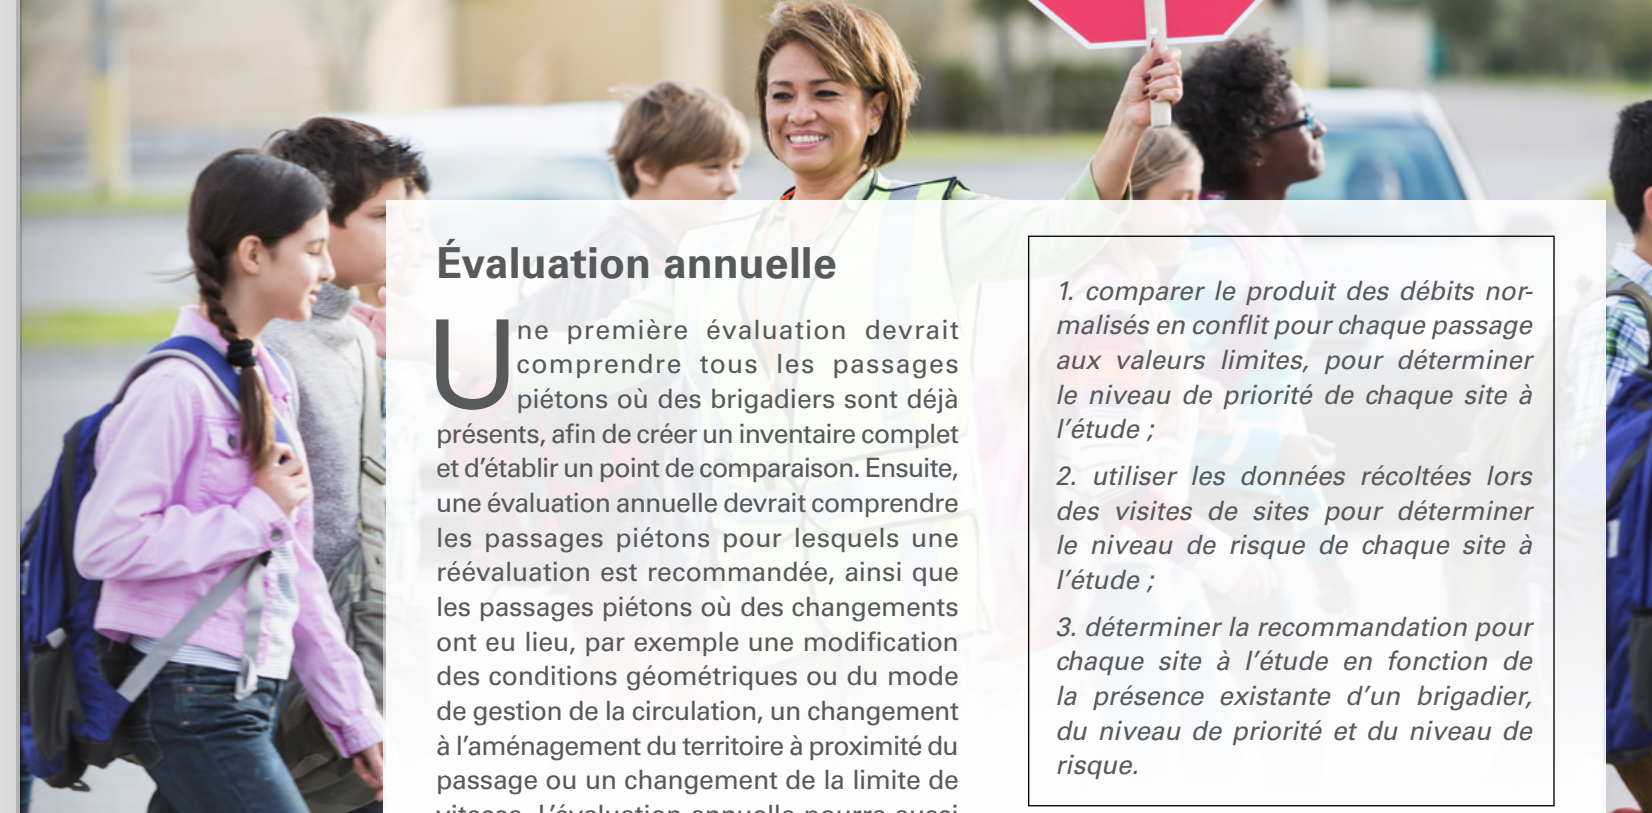 Évaluation annuelle
Une première évaluation devrait
comprendre tous les passages
piétons où des brigadiers sont déjà
présents, afin de créer un inventaire complet
et d'établir un point de comparaison. Ensuite,
une évaluation annuelle devrait comprendre
les passages piétons pour lesquels une
réévaluation est recommandée, ainsi que
les passages piétons où des changements
ont eu lieu, par exemple une modification
des conditions géométriques ou du mode
de gestion de la circulation, un changement
à l'aménagement du territoire à proximité du
passage ou un changement de la limite de
vitesse. L'évaluation annuelle pourra aussi
1. comparer le produit des débits nor-
malisés en conflit pour chaque passage
aux valeurs limites, pour déterminer
le niveau de priorité de chaque site à
l'étude ;
2. utiliser les données récoltées lors
des visites de sites pour déterminer
le niveau de risque de chaque site à
l'étude ;
3. déterminer la recommandation pour
chaque site à l'étude en fonction de
la présence existante d'un brigadier,
du niveau de priorité et du niveau de
risque.